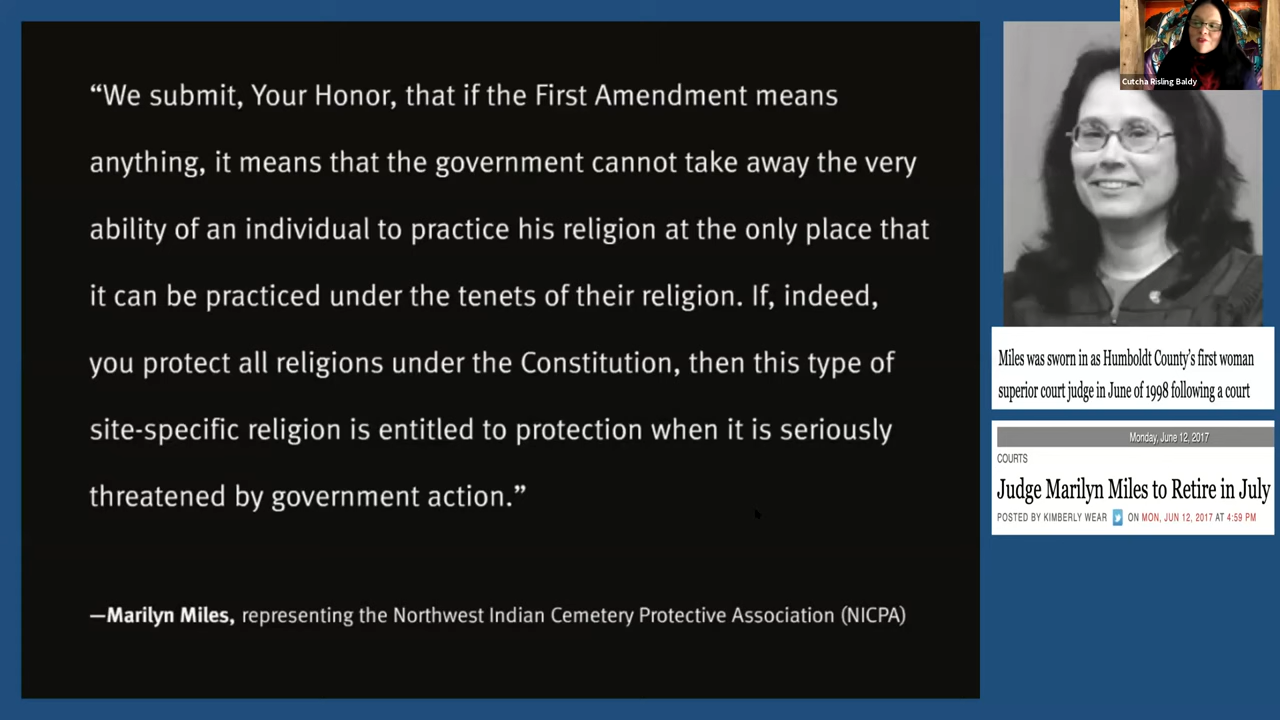 “We submit, Your Honor, that if the First Amendment means
anything, it means that the government cannot take away the very
ability of an individual to practice his religion at the only place that
it can be practiced under the tenets of their religion. If, indeed,
you protect all religions under the Constitution, then this type of
site-specific religion is entitled to protection when it is seriously
threatened by government action.”
—Marilyn Miles, representing the Northwest Indian Cemetery Protective Association (NICPA)
Cutcha Risling Baldy
Miles was sworn in as Humboldt County's first woman
superior court judge in June of 1998 following a court
Monday, June 12, 2017
COURTS
Judge Marilyn Miles to Retire in July
POSTED BY KIMBERLY WEAR ON MON, JUN 12, 2017 AT 4:59 PM